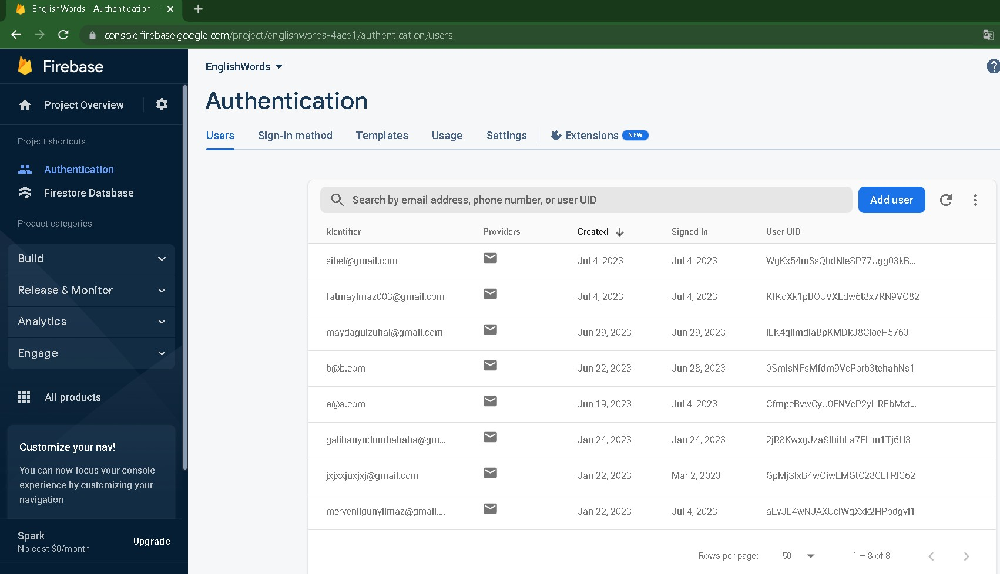 EnglishWords - Authentication -
console.firebase.google.com/project/englishwords-4ace1/authentication/users
Firebase
Project Overview
Project shortcuts
Authentication
Firestore Database
Product categories
Build
Release & Monitor
Analytics
Engage
All products
Customize your nav!
You can now focus your console
experience by customizing your
navigation
Spark
No-cost $0/month
Upgrade
EnglishWords
?
Authentication
Users Sign-in method Templates Usage Settings Extensions NEW
Search by email address, phone number, or user UID Add user
Identifier Providers Created Signed In User UID
sibel@gmail.com Jul 4, 2023 Jul 4, 2023 WgKx54m8sQhdNleSP77Ugg03kB...
fatmaylmaz003@gmail.com Jul 4, 2023 Jul 4, 2023 KfKoXk1pBOUVXEdw6t8x7RN9VO82
maydagulzuhal@gmail.com Jun 29, 2023 Jun 29, 2023 iLK4qIlmdlaBpKMDkJ8CloeH5763
b@b.com Jun 22, 2023 Jun 28, 2023 0SmlsNFsMfdm9VcPorb3tehahNs1
a@a.com Jun 19, 2023 Jul 4, 2023 CfmpcBvwCyU0FNVcP2yHREbMxt...
galibauyudumhahaha@gm... Jan 24, 2023 Jan 24, 2023 2jR8KwxgJzaSlbihLa7FHm1Tj6H3
jxjxxjuxjxj@gmail.com Jan 22, 2023 Mar 2, 2023 GpMjSlxB4wOiwEMGtC28CLTRlC62
mervenilgunyilmaz@gmail.... Jan 22, 2023 Jul 4, 2023 aEvJL4wNJAXUclWqXxk2HPodgyi1
Rows per page: 50 1 – 8 of 8